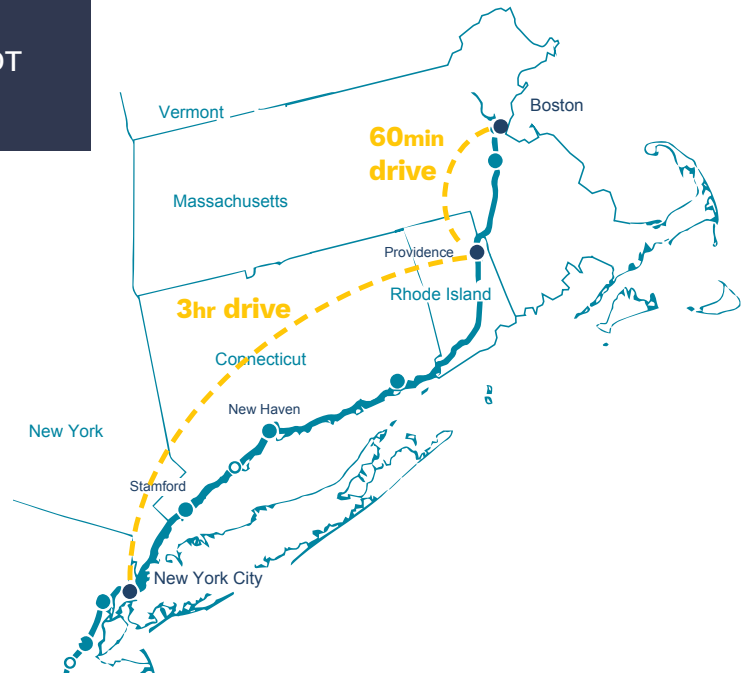 Boston
Vermont
60min
drive
Massachusetts
Providence
Rhode Island
3hr drive
Connecticut
New Haven
New York
Stamford
New York City